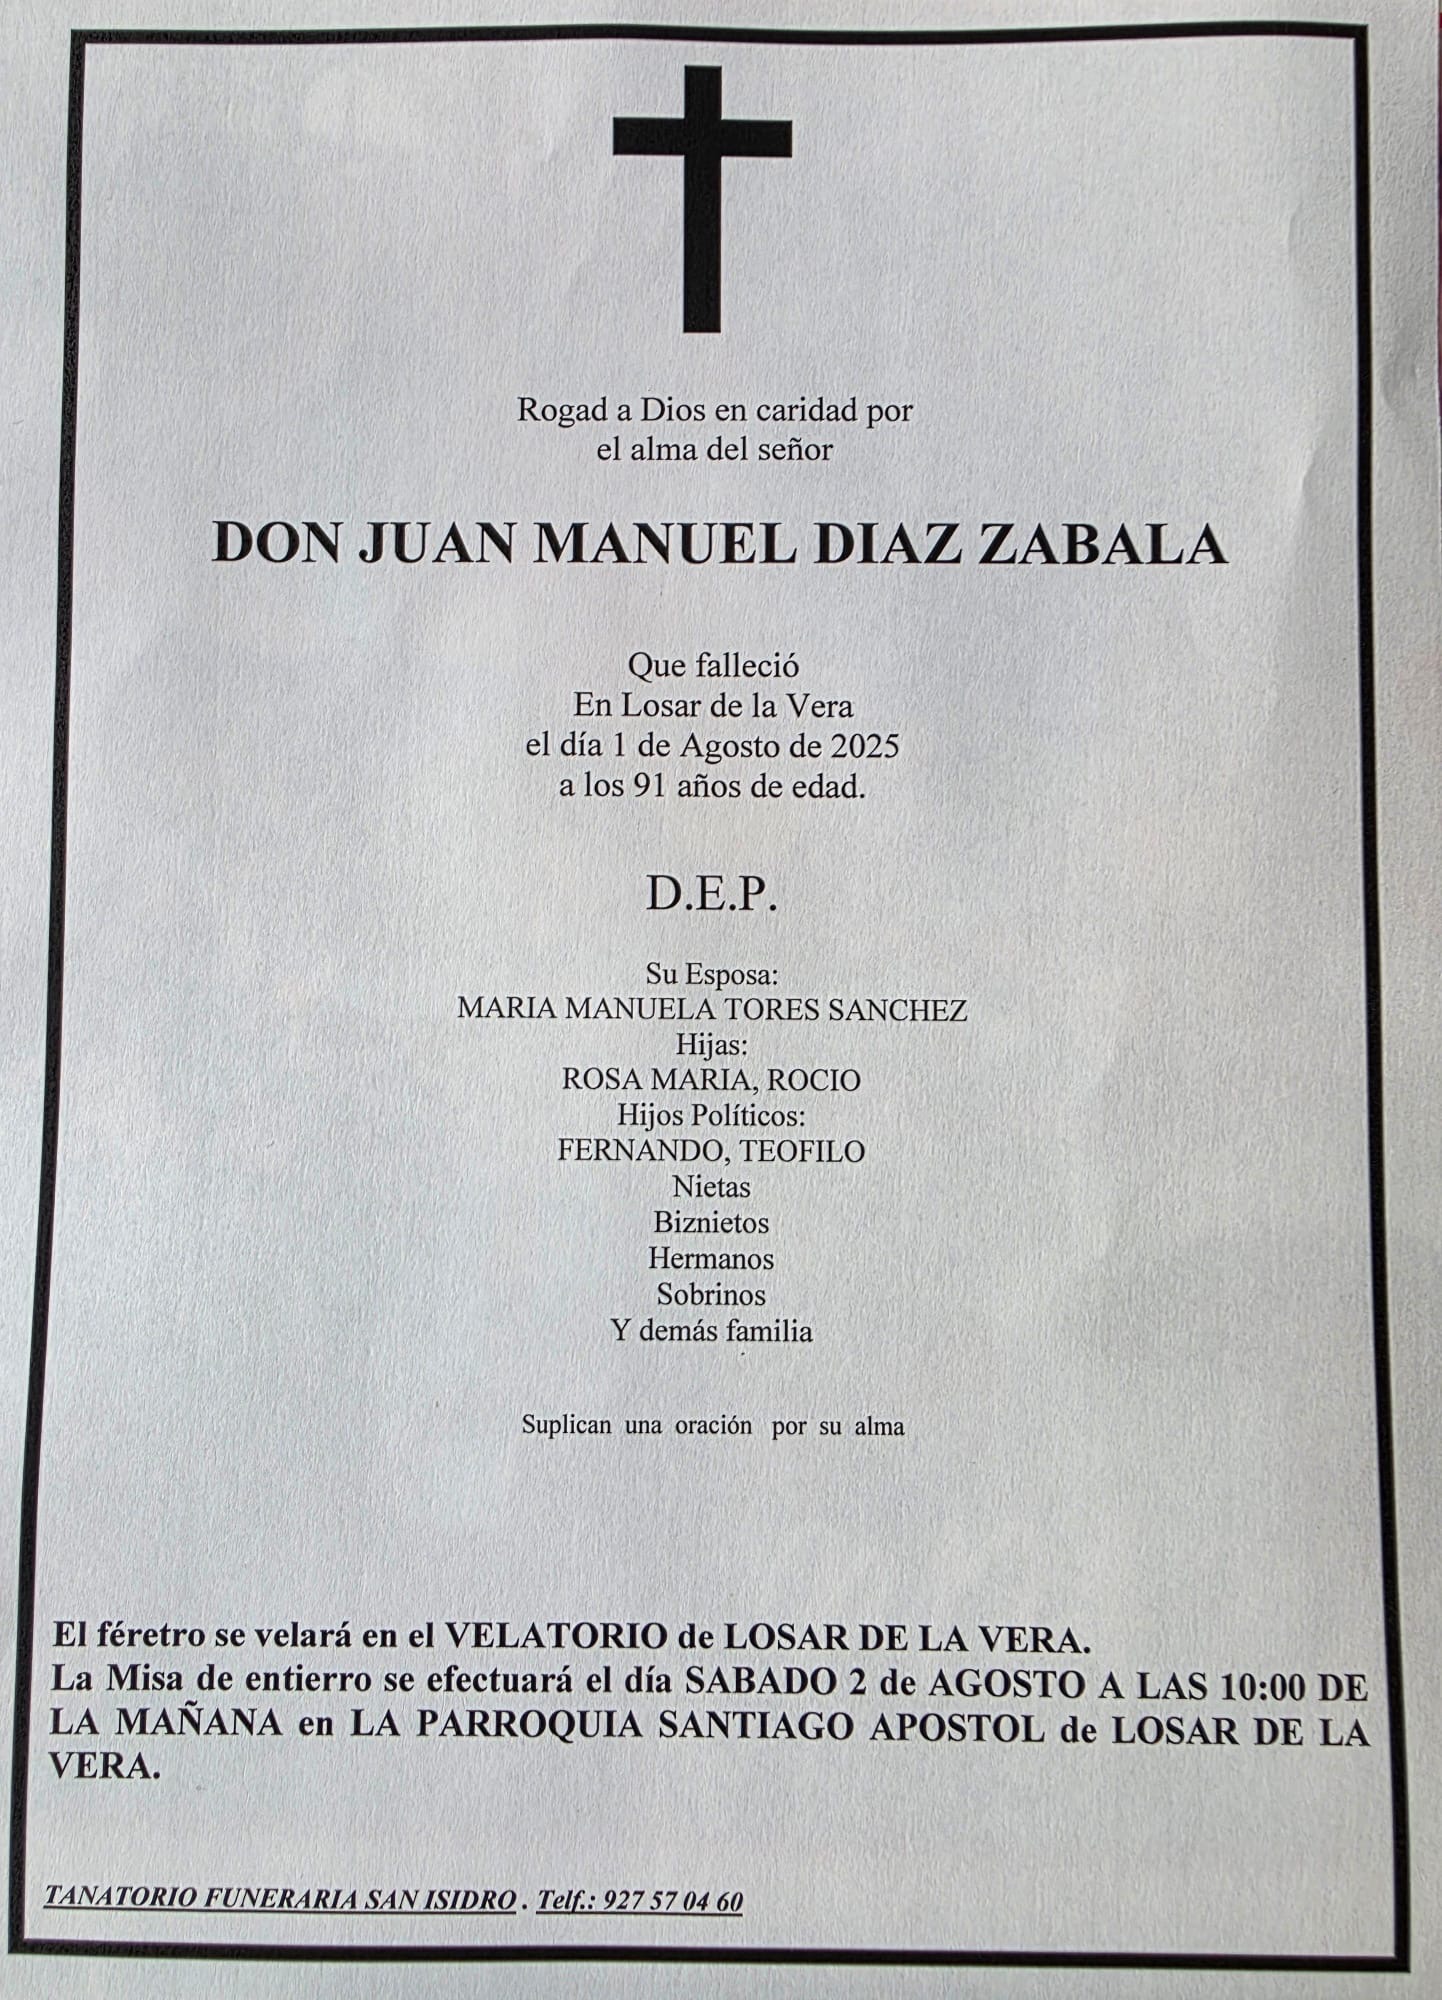 Rogad a Dios en caridad por
el alma del señor
DON JUAN MANUEL DIAZ ZABALA
Que falleció
En Losar de la Vera
el día 1 de Agosto de 2025
a los 91 años de edad.
D.E.P.
Su Esposa:
MARIA MANUELA TORES SANCHEZ
Hijas:
ROSA MARIA, ROCIO
Hijos Políticos:
FERNANDO, TEOFILO
Nietas
Biznietos
Hermanos
Sobrinos
Y demás familia
Suplican una oración por su alma
El féretro se velará en el VELATORIO de LOSAR DE LA VERA.
La Misa de entierro se efectuará el día SABADO 2 de AGOSTO A LAS 10:00 DE
LA MAÑANA en LA PARROQUIA SANTIAGO APOSTOL de LOSAR DE LA
VERA.
TANATORIO FUNERARIA SAN ISIDRO . Telf.: 927 57 04 60